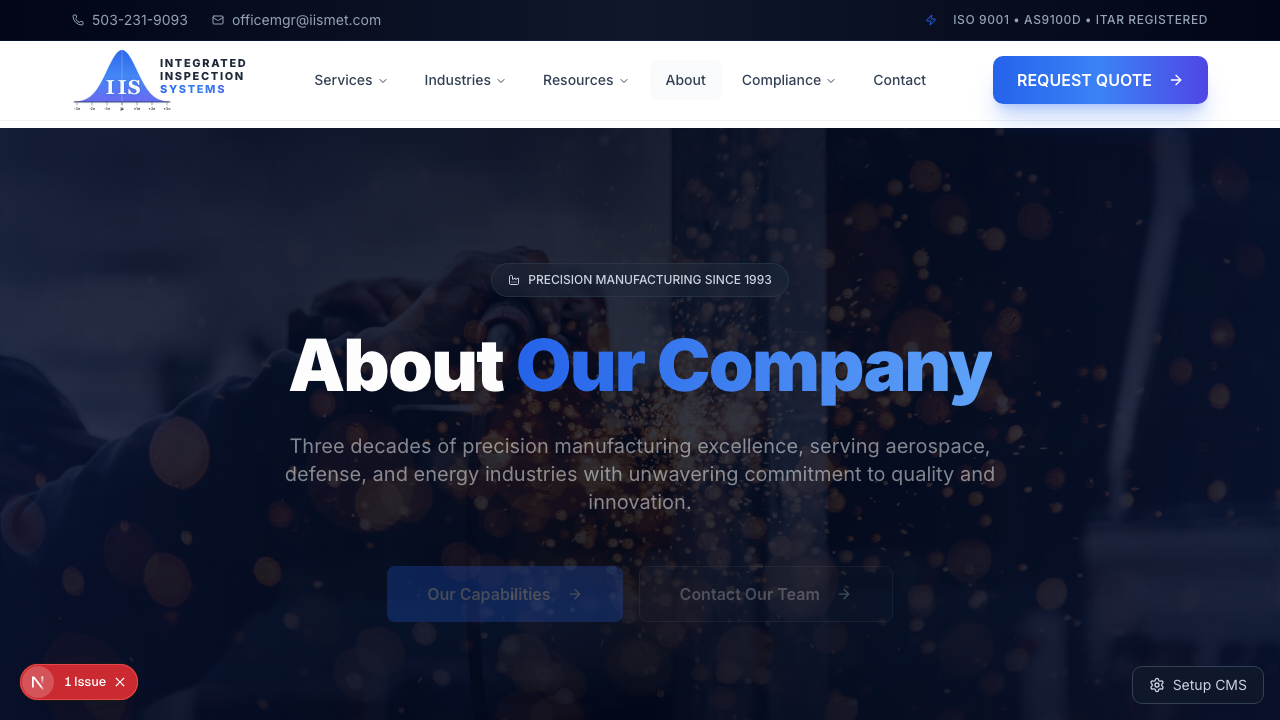 503-231-9093 officemgr@iismet.com ISO 9001 • AS9100D • ITAR REGISTERED
IIS
INTEGRATED
INSPECTION
SYSTEMS
Services Industries Resources About Compliance Contact REQUEST QUOTE
PRECISION MANUFACTURING SINCE 1993
About Our Company
Three decades of precision manufacturing excellence, serving aerospace,
defense, and energy industries with unwavering commitment to quality and
innovation.
Our Capabilities Contact Our Team
1 Issue
Setup CMS